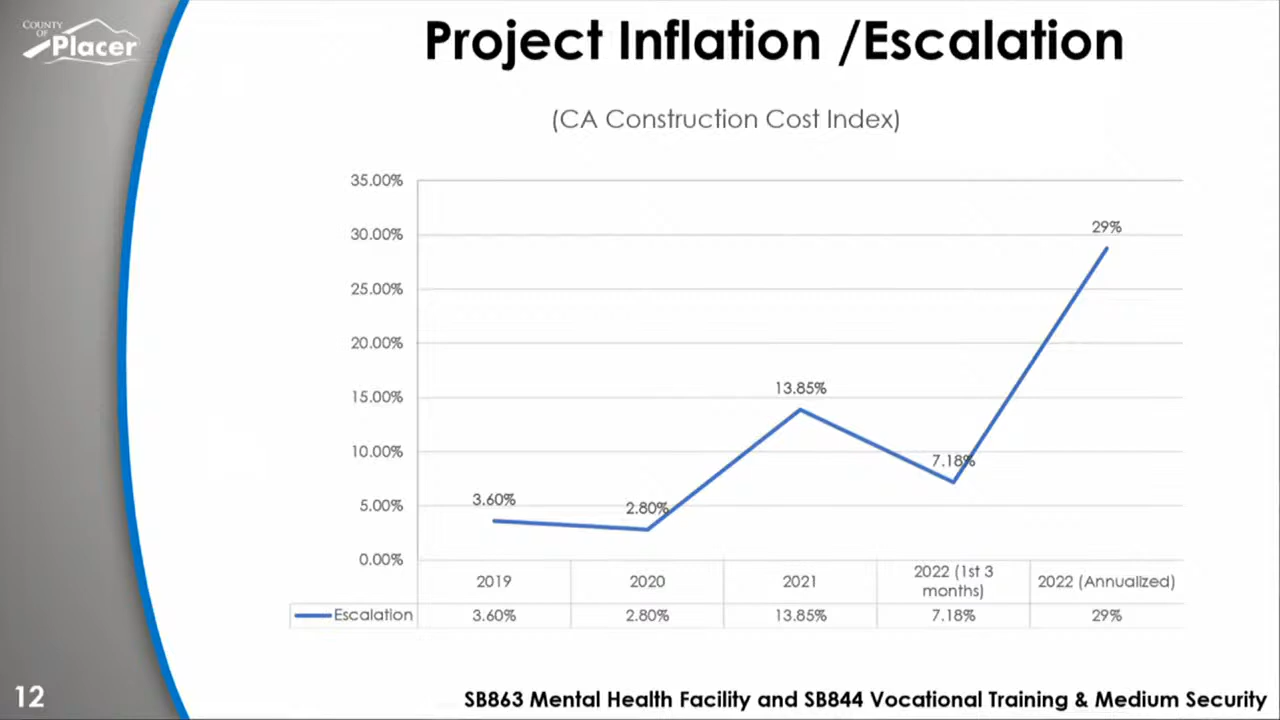 COUNTY
OF
Placer
Project Inflation /Escalation
(CA Construction Cost Index)
35.00%
30.00%
25.00%
20.00%
15.00%
10.00%
5.00%
0.00%
3.60%
2.80%
13.85%
7.18%
29%
2019
2020
2021
2022 (1st 3
months)
2022 (Annualized)
Escalation
3.60%
2.80%
13.85%
7.18%
29%
12
SB863 Mental Health Facility and SB844 Vocational Training & Medium Security